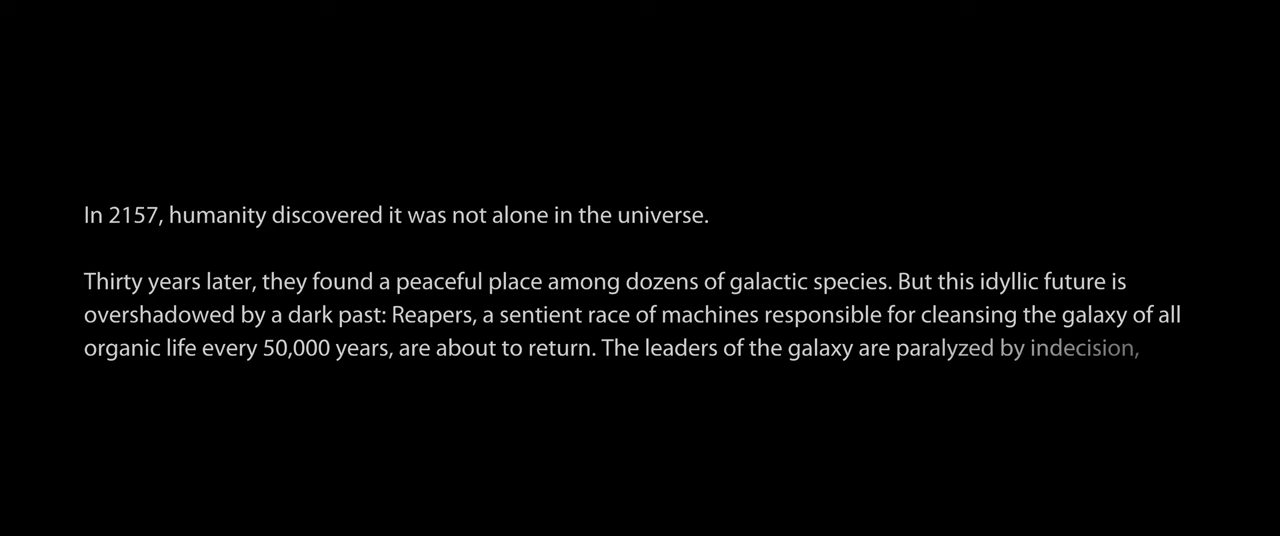 In 2157, humanity discovered it was not alone in the universe.
Thirty years later, they found a peaceful place among dozens of galactic species. But this idyllic future is
overshadowed by a dark past: Reapers, a sentient race of machines responsible for cleansing the galaxy of all
organic life every 50,000 years, are about to return. The leaders of the galaxy are paralyzed by indecision,